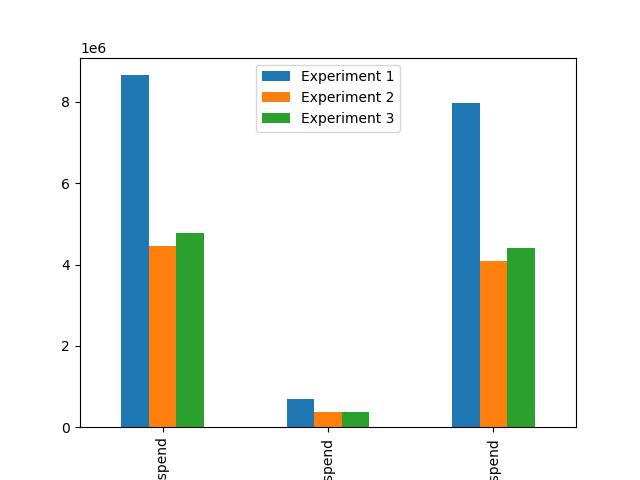 1e6
8
6
4
2
0
Experiment 1
Experiment 2
Experiment 3
spend
spend
spend